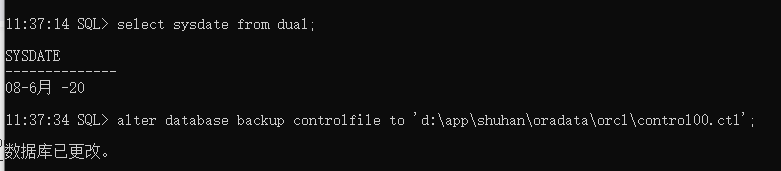 11:37:14 SQL> select sysdate from dual;
SYSDATE
--------------
08-6月 -20
11:37:34 SQL> alter database backup controlfile to 'd:\app\shuhan\oradata\orcl\control00.ctl';
数据库已更改。